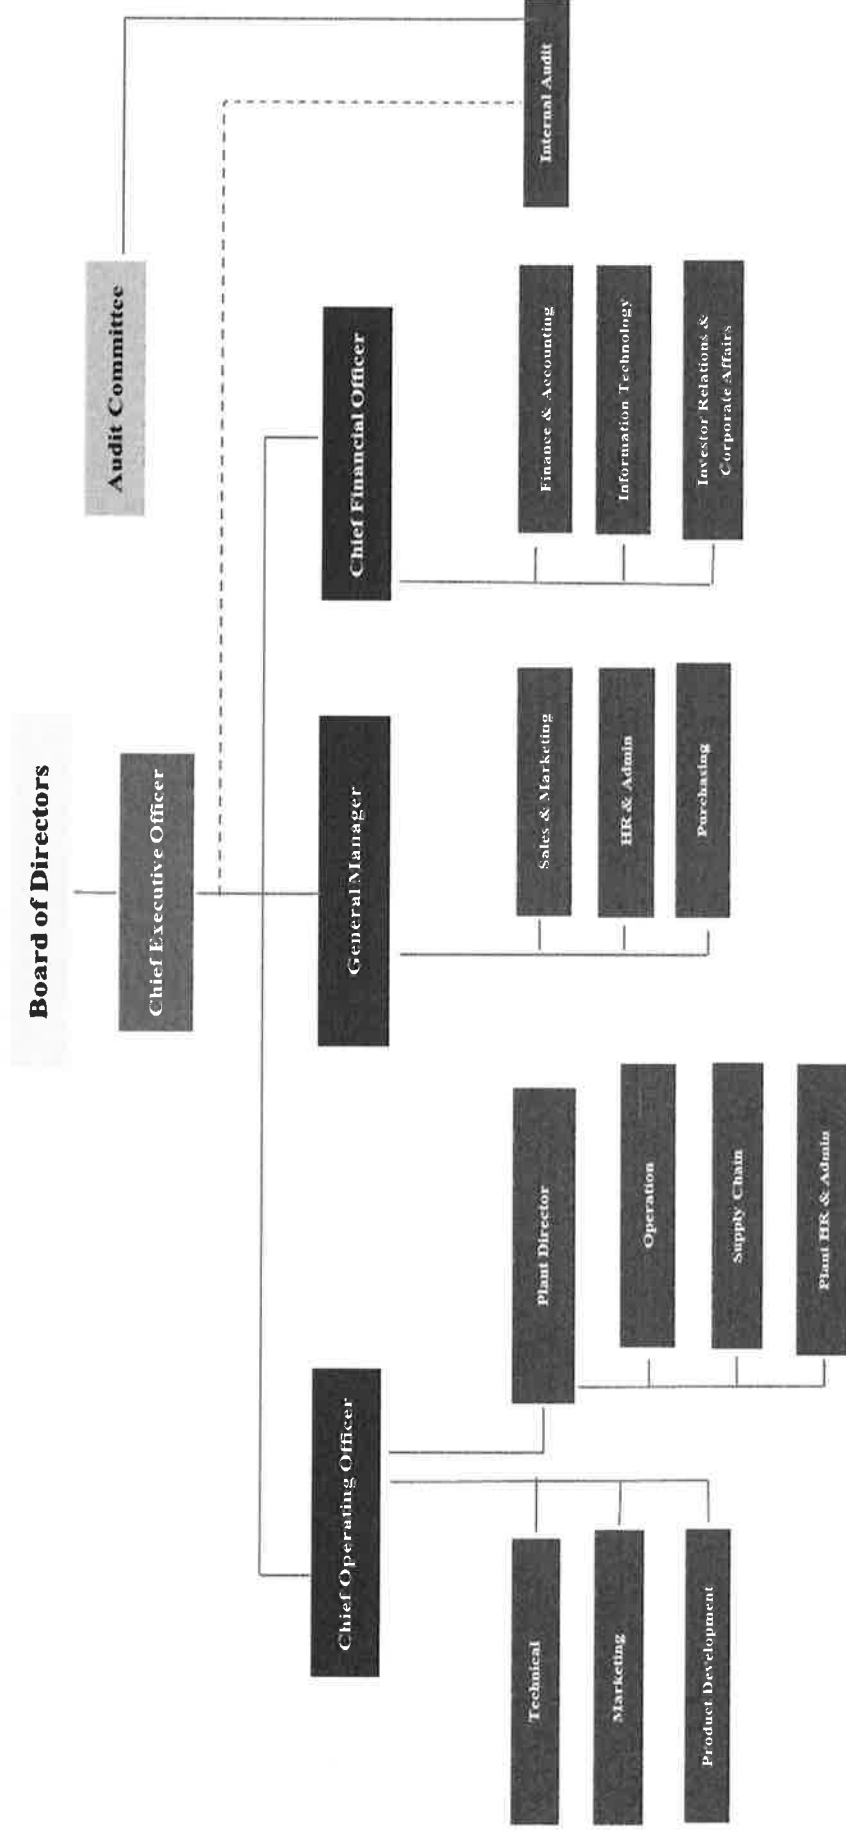 Board of Directors
Audit Committee
Chief Executive Officer
Chief Operating Officer
General Manager
Chief Financial Officer
Internal Audit
Technical
Marketing
Product Development
Plant Director
Operation
Supply Chain
Plant HR & Admin
Sales & Marketing
HR & Admin
Purchasing
Finance & Accounting
Information Technology
Investor Relations &
Corporate Affairs